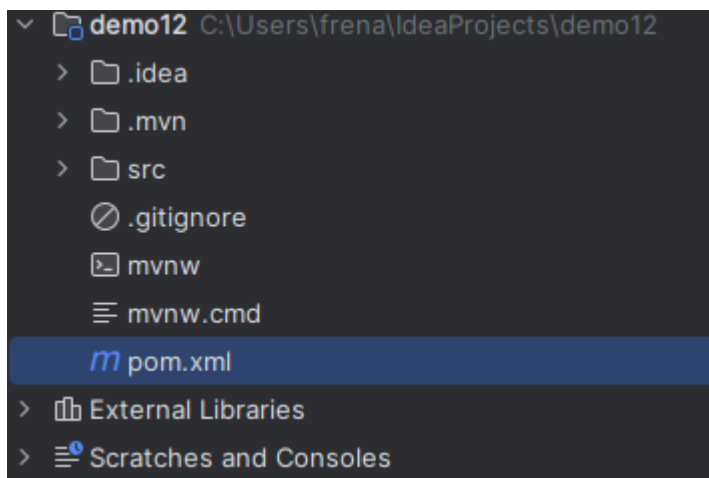 demo12 C:\Users\frena\IdeaProjects\demo12
.idea
.mvn
src
.gitignore
mvnw
mvnw.cmd
pom.xml
External Libraries
Scratches and Consoles